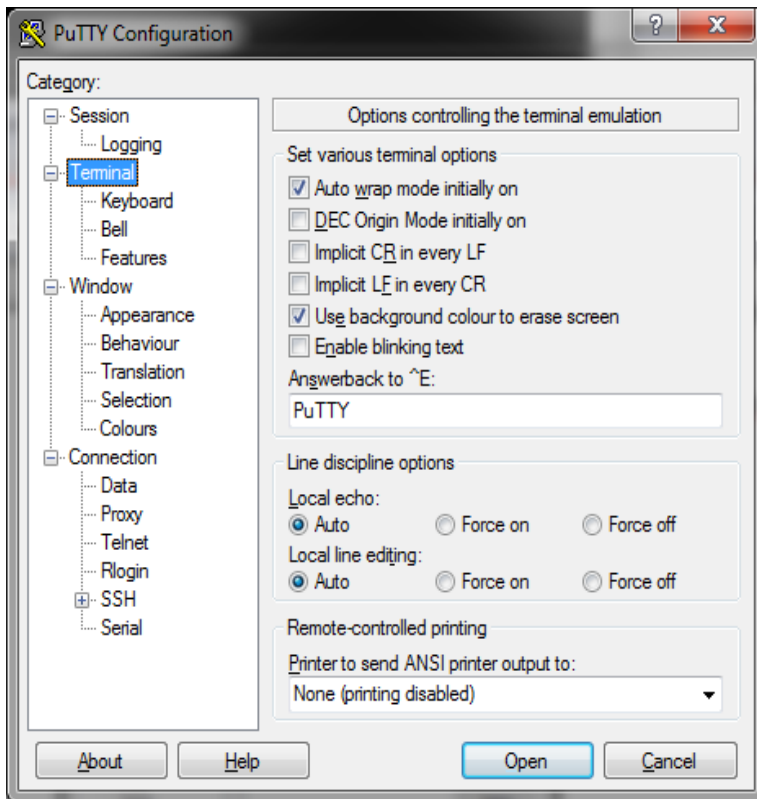 PuTTY Configuration
Category:
Session
Logging
Terminal
Keyboard
Bell
Features
Window
Appearance
Behaviour
Translation
Selection
Colours
Connection
Data
Proxy
Telnet
Rlogin
SSH
Serial
Options controlling the terminal emulation
Set various terminal options
Auto wrap mode initially on
DEC Origin Mode initially on
Implicit CR in every LF
Implicit LF in every CR
Use background colour to erase screen
Enable blinking text
Answerback to ^E:
PuTTY
Line discipline options
Local echo:
Auto Force on Force off
Local line editing:
Auto Force on Force off
Remote-controlled printing
Printer to send ANSI printer output to:
None (printing disabled)
About Help Open Cancel